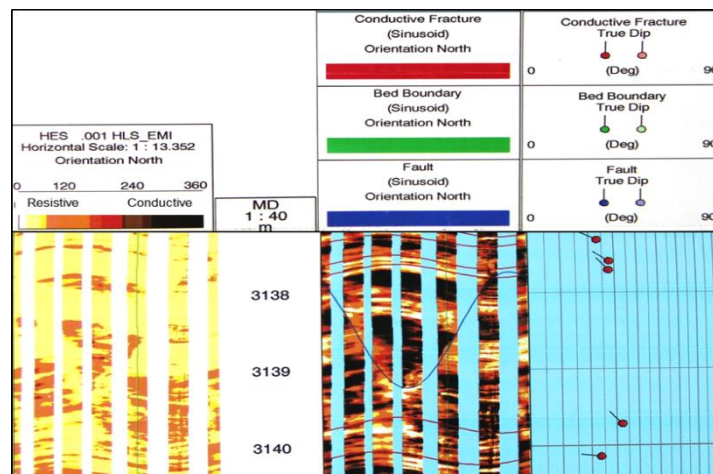 Conductive Fracture
(Sinusoid)
Orientation North
Conductive Fracture
True Dip
0 (Deg) 90
Bed Boundary
(Sinusoid)
Orientation North
Bed Boundary
True Dip
0 (Deg) 90
HES .001 HLS_EMI
Horizontal Scale: 1 : 13.352
Orientation North
0 120 240 360
Resistive Conductive
MD
1 : 40
m
Fault
(Sinusoid)
Orientation North
Fault
True Dip
0 (Deg)
3138
3139
3140